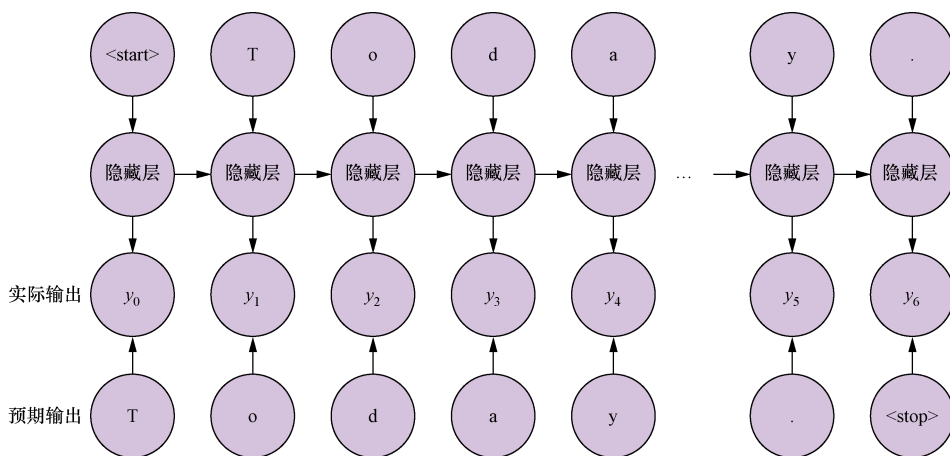 <start> T o d a y .
隐藏层 隐藏层 隐藏层 隐藏层 隐藏层 … 隐藏层 隐藏层
实际输出 y0 y1 y2 y3 y4 y5 y6
预期输出 T o d a y . <stop>